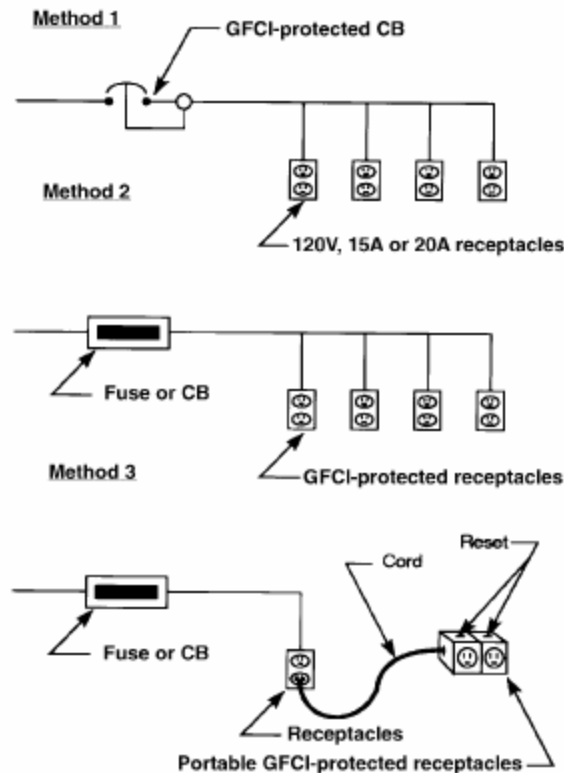 Method 1
GFCI-protected CB
Method 2
120V, 15A or 20A receptacles
Fuse or CB
GFCI-protected receptacles
Method 3
Reset
Cord
Fuse or CB
Receptacles
Portable GFCI-protected receptacles